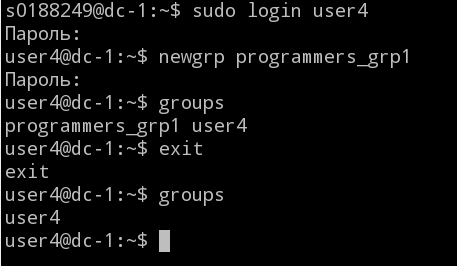 s0188249@dc-1:~$ sudo login user4
Пароль:
user4@dc-1:~$ newgrp programmers_grp1
Пароль:
user4@dc-1:~$ groups
programmers_grp1 user4
user4@dc-1:~$ exit
exit
user4@dc-1:~$ groups
user4
user4@dc-1:~$